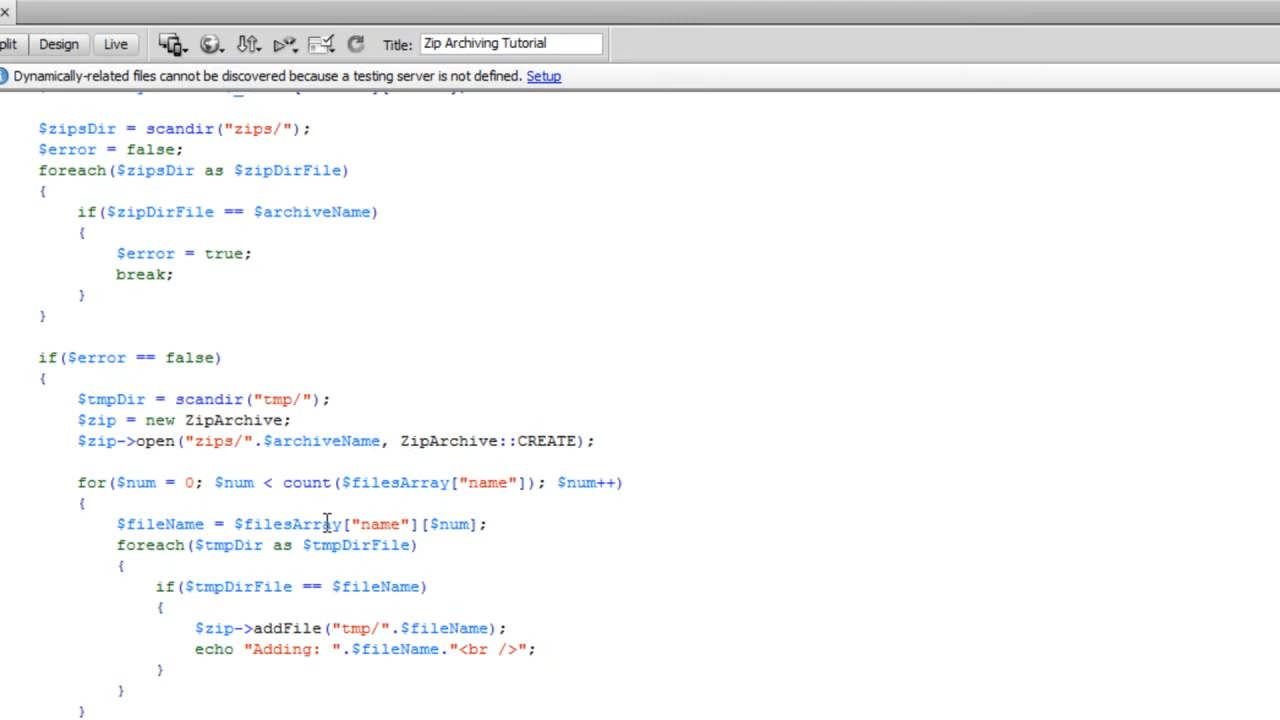 plit Design Live Title: Zip Archiving Tutorial
Dynamically-related files cannot be discovered because a testing server is not defined. Setup
$zipsDir = scandir("zips/");
$error = false;
foreach($zipsDir as $zipDirFile)
{
if($zipDirFile == $archiveName)
{
$error = true;
break;
}
}
if($error == false)
{
$tmpDir = scandir("tmp/");
$zip = new ZipArchive;
$zip->open("zips/".$archiveName, ZipArchive::CREATE);
for($num = 0; $num < count($filesArray["name"]); $num++)
{
$fileName = $filesArray["name"][$num];
foreach($tmpDir as $tmpDirFile)
{
if($tmpDirFile == $fileName)
{
$zip->addFile("tmp/".$fileName);
echo "Adding: ".$fileName."<br />";
}
}
}